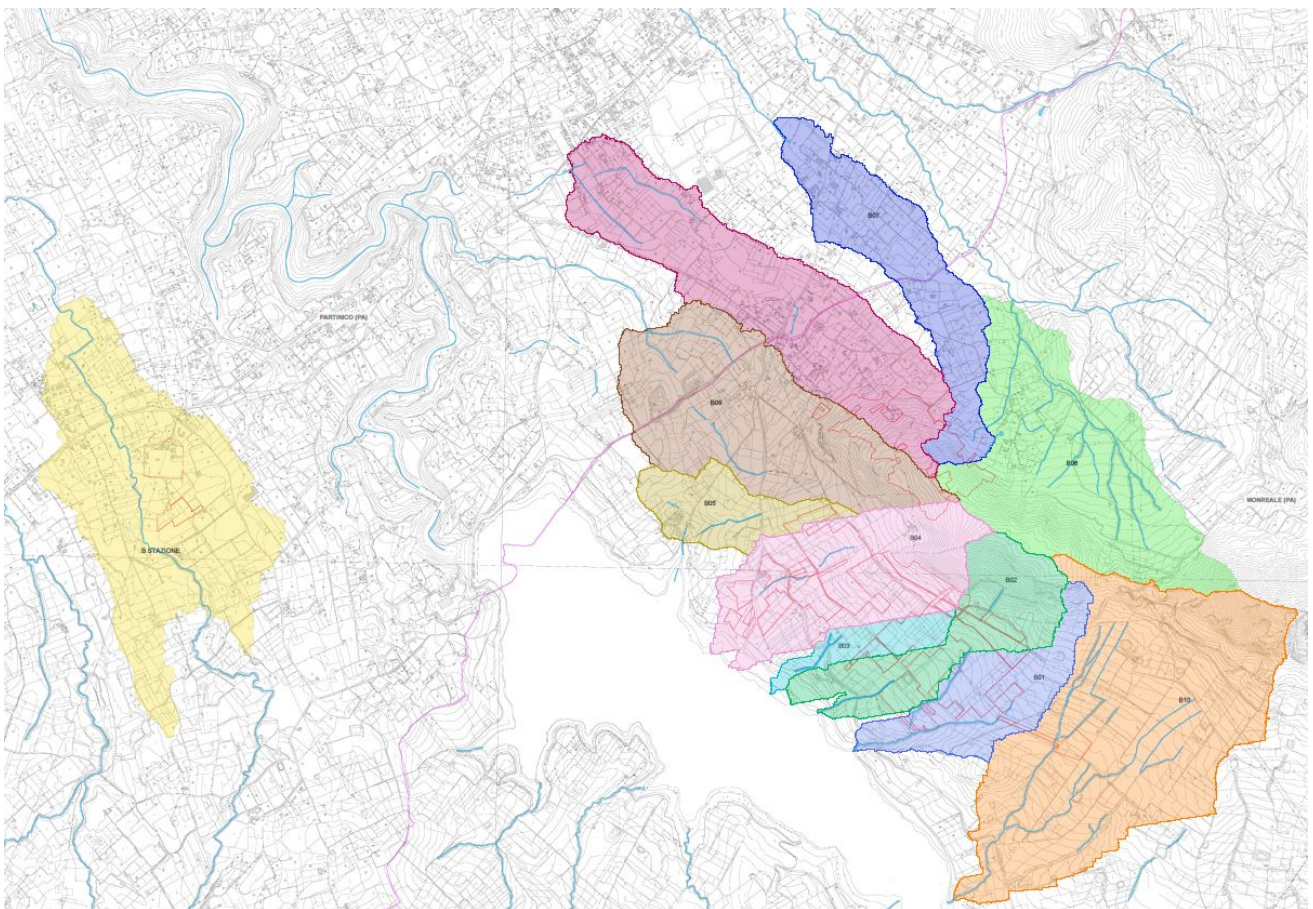 B07
PARTINICO (PA)
B09
B06
MONREALE (PA)
B05
B04
.B STAZIONE
B02
B03
B01
B10